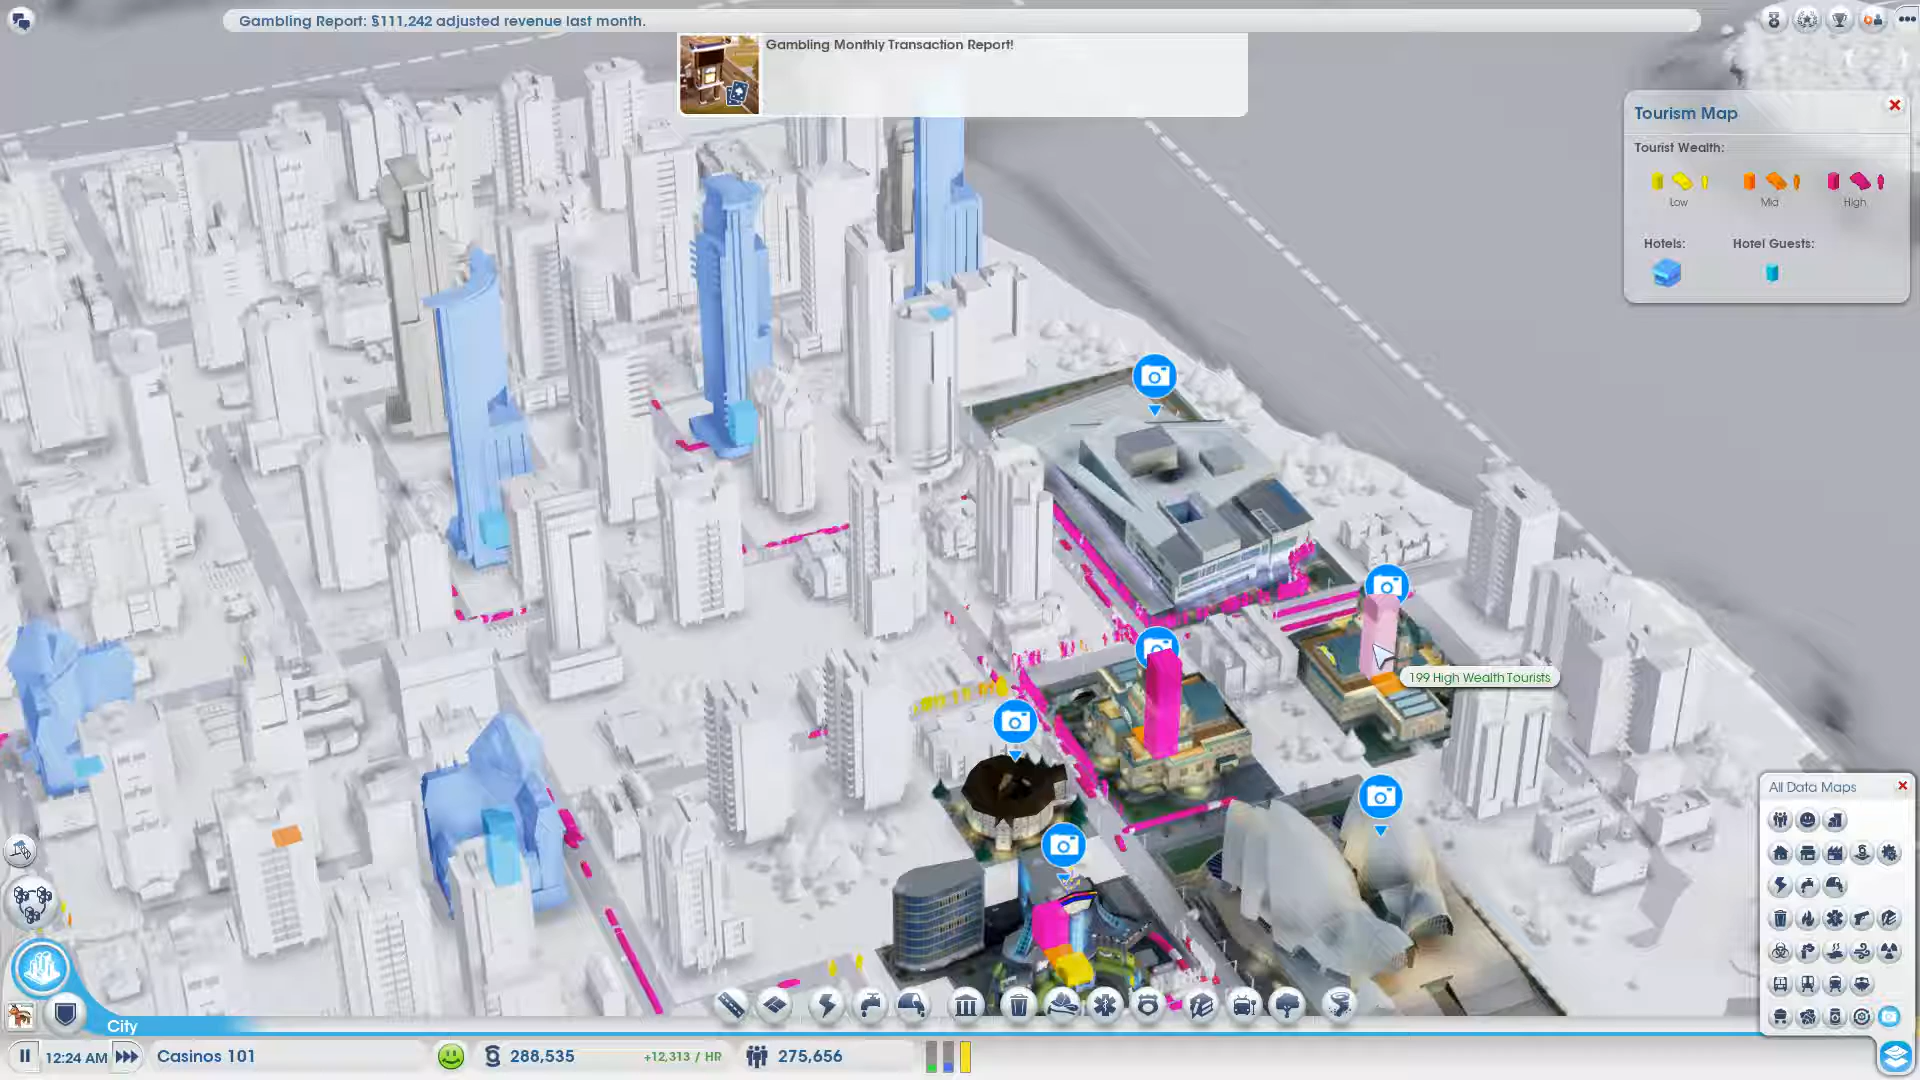 Gambling Report: §111,242 adjusted revenue last month.
Gambling Monthly Transaction Report!
Tourism Map
Tourist Wealth:
Low Mid High
Hotels: Hotel Guests:
199 High Wealth Tourists
All Data Maps
City
12:24 AM Casinos 101 288,535 +12,313 / HR 275,656